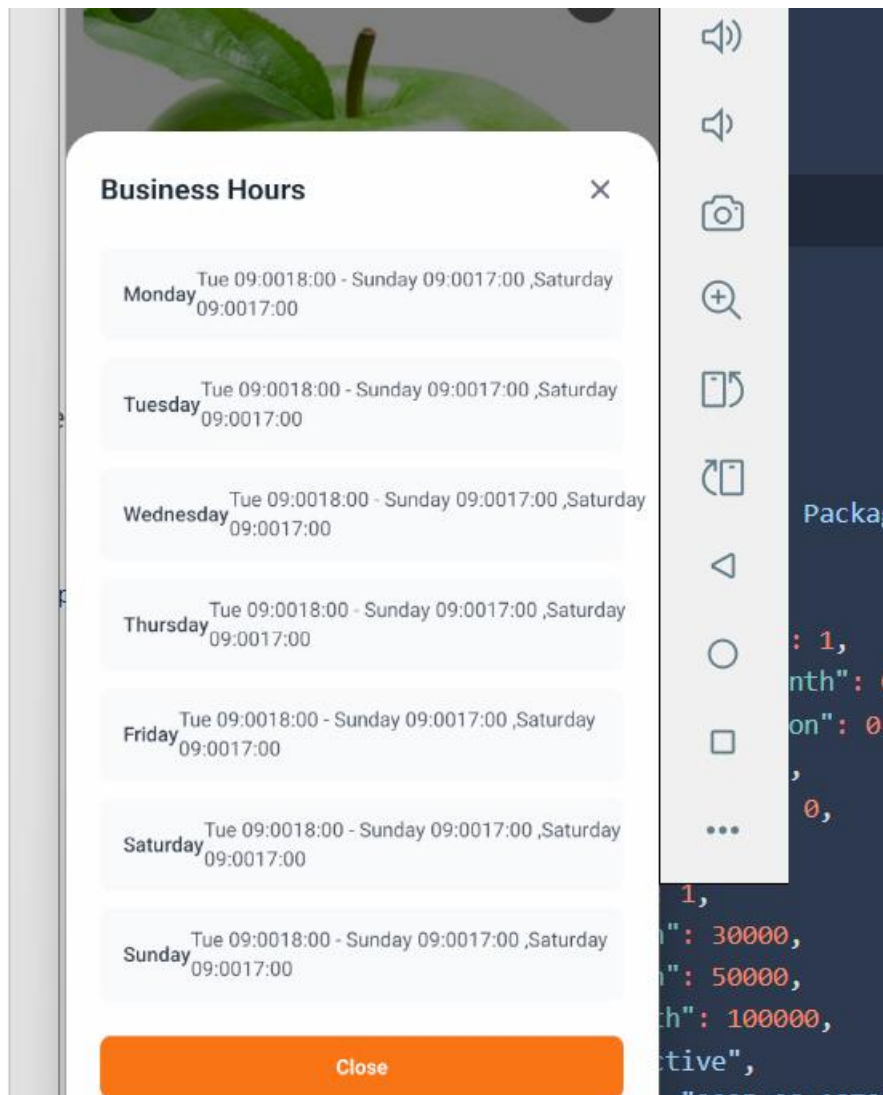 Business Hours
Monday
Tue 09:0018:00 - Sunday 09:0017:00 ,Saturday
09:0017:00
Tuesday
Tue 09:0018:00 - Sunday 09:0017:00 ,Saturday
09:0017:00
Wednesday
Tue 09:0018:00 - Sunday 09:0017:00 ,Saturday
09:0017:00
Thursday
Tue 09:0018:00 - Sunday 09:0017:00 ,Saturday
09:0017:00
Friday
Tue 09:0018:00 - Sunday 09:0017:00 ,Saturday
09:0017:00
Saturday
Tue 09:0018:00 - Sunday 09:0017:00 ,Saturday
09:0017:00
Sunday
Tue 09:0018:00 - Sunday 09:0017:00 ,Saturday
09:0017:00
Close
Packa
: 1,
nth":
on": 0
,
0,
1,
": 30000,
": 50000,
th": 100000,
ctive",